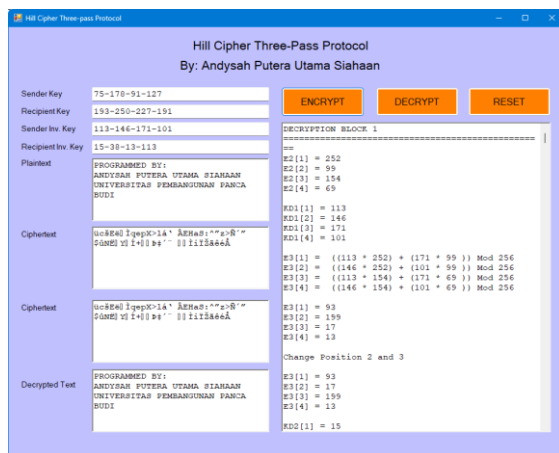 Hill Cipher Three-pass Protocol
Hill Cipher Three-Pass Protocol
By: Andysah Putera Utama Siahaan
Sender Key
75-178-91-127
Recipient Key
193-250-227-191
Sender Inv. Key
113-146-171-101
Recipient Inv. Key
15-38-13-113
Plaintext
PROGRAMMED BY:
ANDYSAH PUTERA UTAMA SIAHAAN
UNIVERSITAS PEMBANGUNAN PANCA
BUDI
Ciphertext
Ciphertext
Decrypted Text
PROGRAMMED BY:
ANDYSAH PUTERA UTAMA SIAHAAN
UNIVERSITAS PEMBANGUNAN PANCA
BUDI
ENCRYPT
DECRYPT
RESET
DECRYPTION BLOCK 1
==================================================
==
E2[1] = 252
E2[2] = 99
E2[3] = 154
E2[4] = 69
KD1[1] = 113
KD1[2] = 146
KD1[3] = 171
KD1[4] = 101
E3[1] =  ((113 * 252) + (171 * 99 )) Mod 256
E3[2] =  ((146 * 252) + (101 * 99 )) Mod 256
E3[3] =  ((113 * 154) + (171 * 69 )) Mod 256
E3[4] =  ((146 * 154) + (101 * 69 )) Mod 256
E3[1] = 93
E3[2] = 199
E3[3] = 17
E3[4] = 13
Change Position 2 and 3
E3[1] = 93
E3[2] = 17
E3[3] = 199
E3[4] = 13
KD2[1] = 15